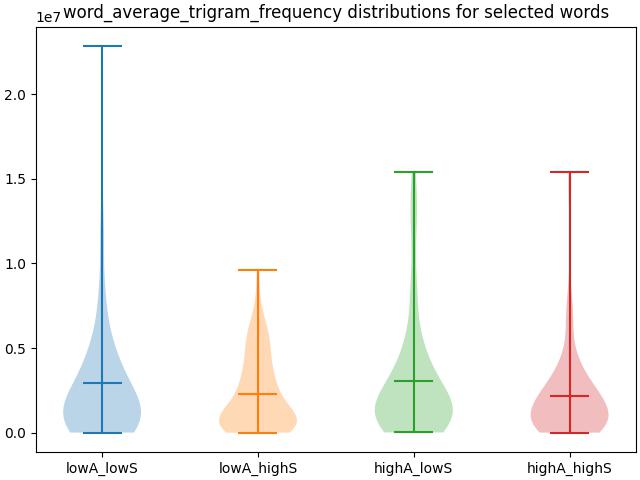 word_average_trigram_frequency distributions for selected words
1e7
2.0
1.5
1.0
0.5
0.0
lowA_lowS lowA_highS highA_lowS highA_highS